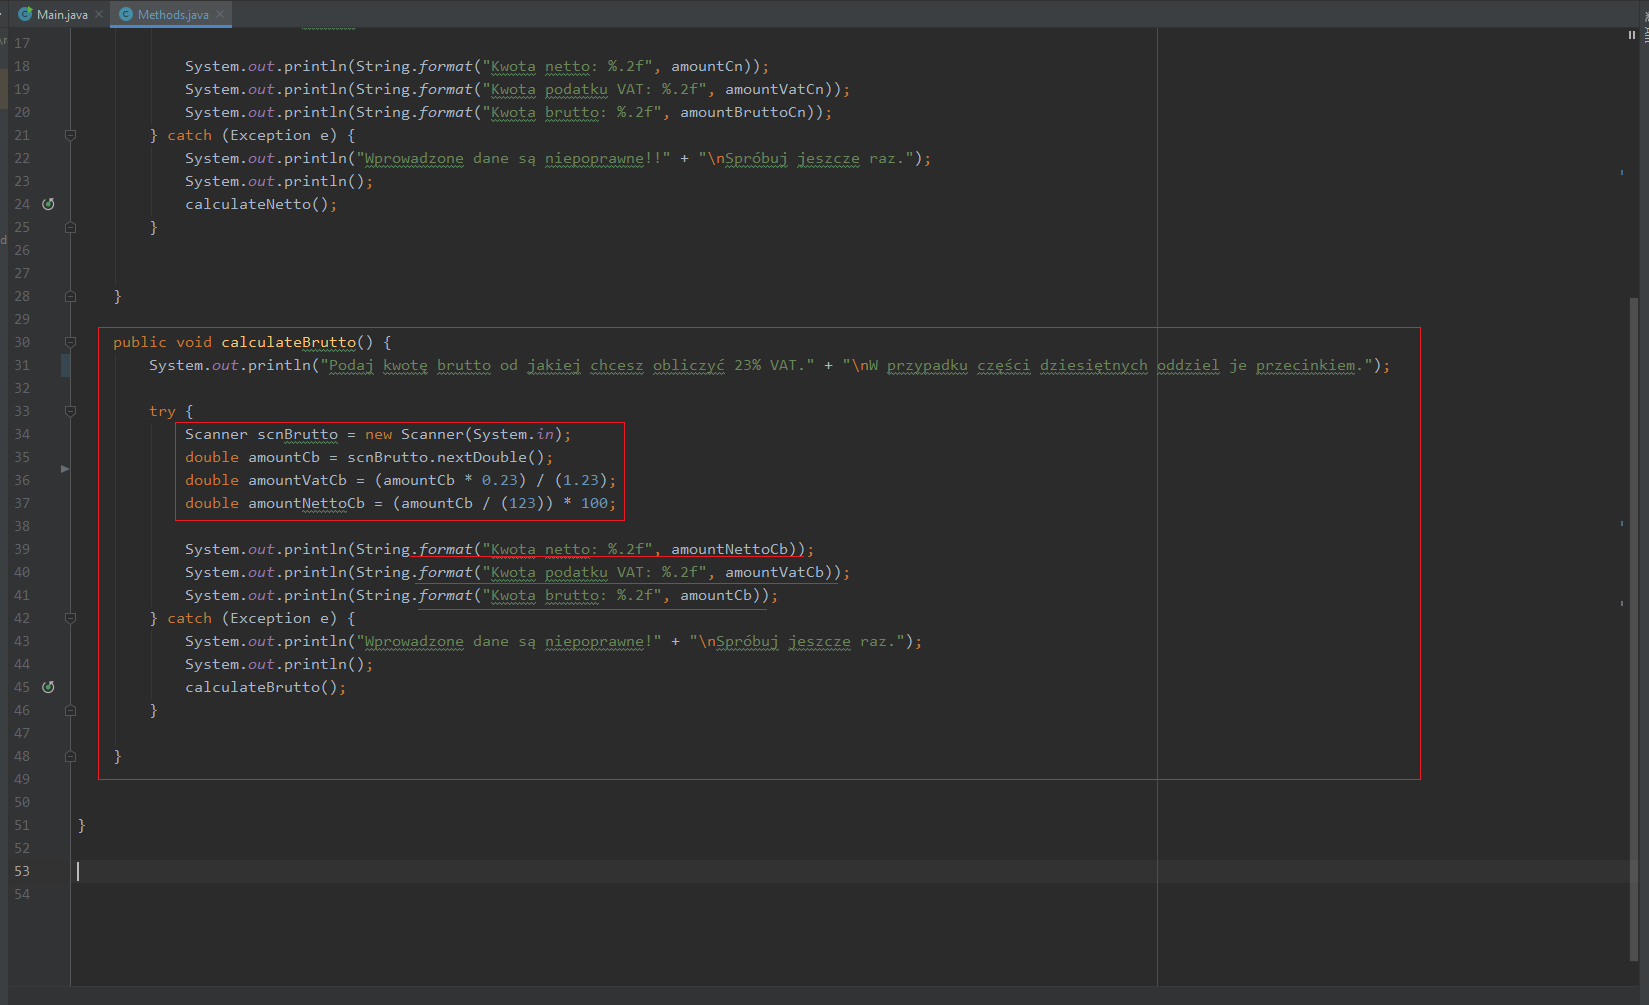 Main.java Methods.java
17
18 System.out.println(String.format("Kwota netto: %.2f", amountCn));
19 System.out.println(String.format("Kwota podatku VAT: %.2f", amountVatCn));
20 System.out.println(String.format("Kwota brutto: %.2f", amountBruttoCn));
21 } catch (Exception e) {
22 System.out.println("Wprowadzone dane są niepoprawne!!" + "\nSpróbuj jeszcze raz.");
23 System.out.println();
24 calculateNetto();
25 }
26
27
28 }
29
30 public void calculateBrutto() {
31 System.out.println("Podaj kwotę brutto od jakiej chcesz obliczyć 23% VAT." + "\nW przypadku części dziesiętnych oddziel je przecinkiem.");
32
33 try {
34 Scanner scnBrutto = new Scanner(System.in);
35 double amountCb = scnBrutto.nextDouble();
36 double amountVatCb = (amountCb * 0.23) / (1.23);
37 double amountNettoCb = (amountCb / (123)) * 100;
38
39 System.out.println(String.format("Kwota netto: %.2f", amountNettoCb));
40 System.out.println(String.format("Kwota podatku VAT: %.2f", amountVatCb));
41 System.out.println(String.format("Kwota brutto: %.2f", amountCb));
42 } catch (Exception e) {
43 System.out.println("Wprowadzone dane są niepoprawne!" + "\nSpróbuj jeszcze raz.");
44 System.out.println();
45 calculateBrutto();
46 }
47
48 }
49
50
51 }
52
53
54